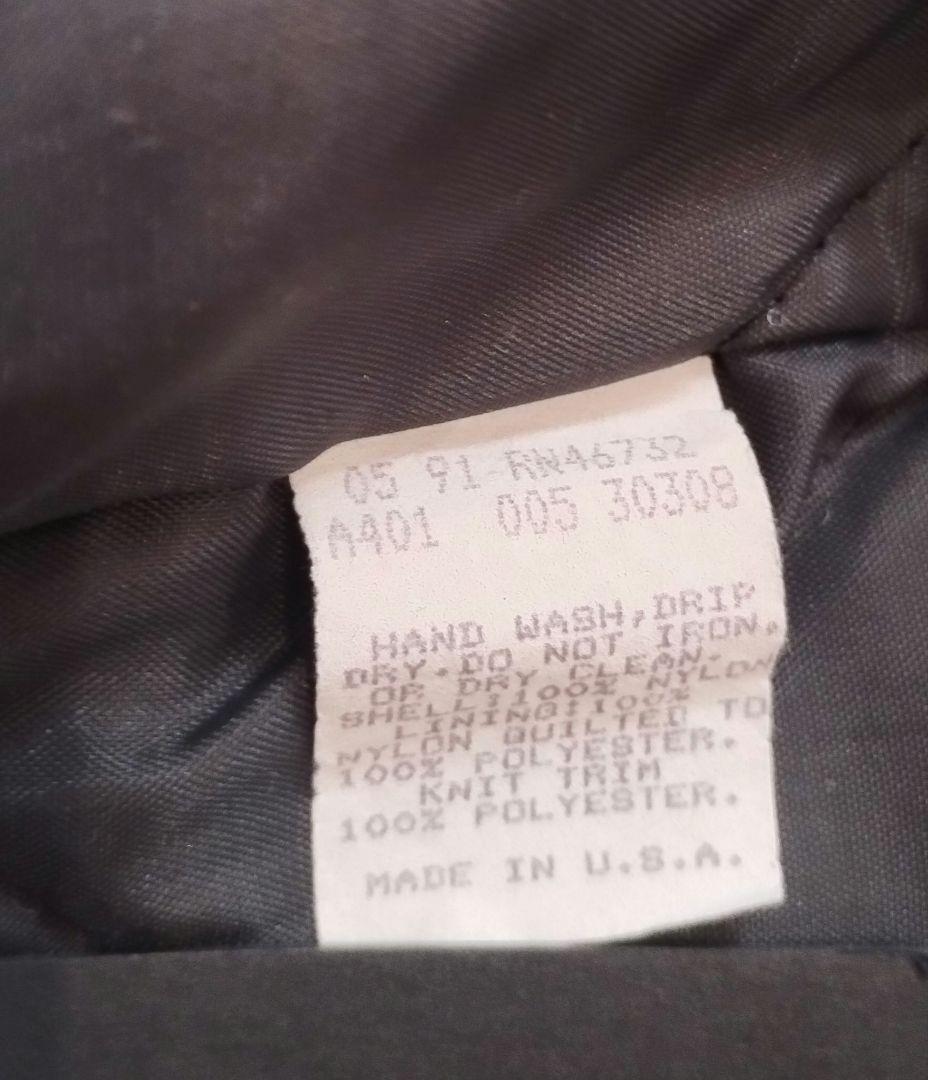 05 91 RN46732
A401 005 30308
HAND WASH, DRIP
DRY. DO NOT IRON.
OR DRY CLEAN.
SHELL:100% NYLON
LINING:100%
NYLON QUILTED TO
100% POLYESTER.
KNIT TRIM
100% POLYESTER.
MADE IN U.S.A.